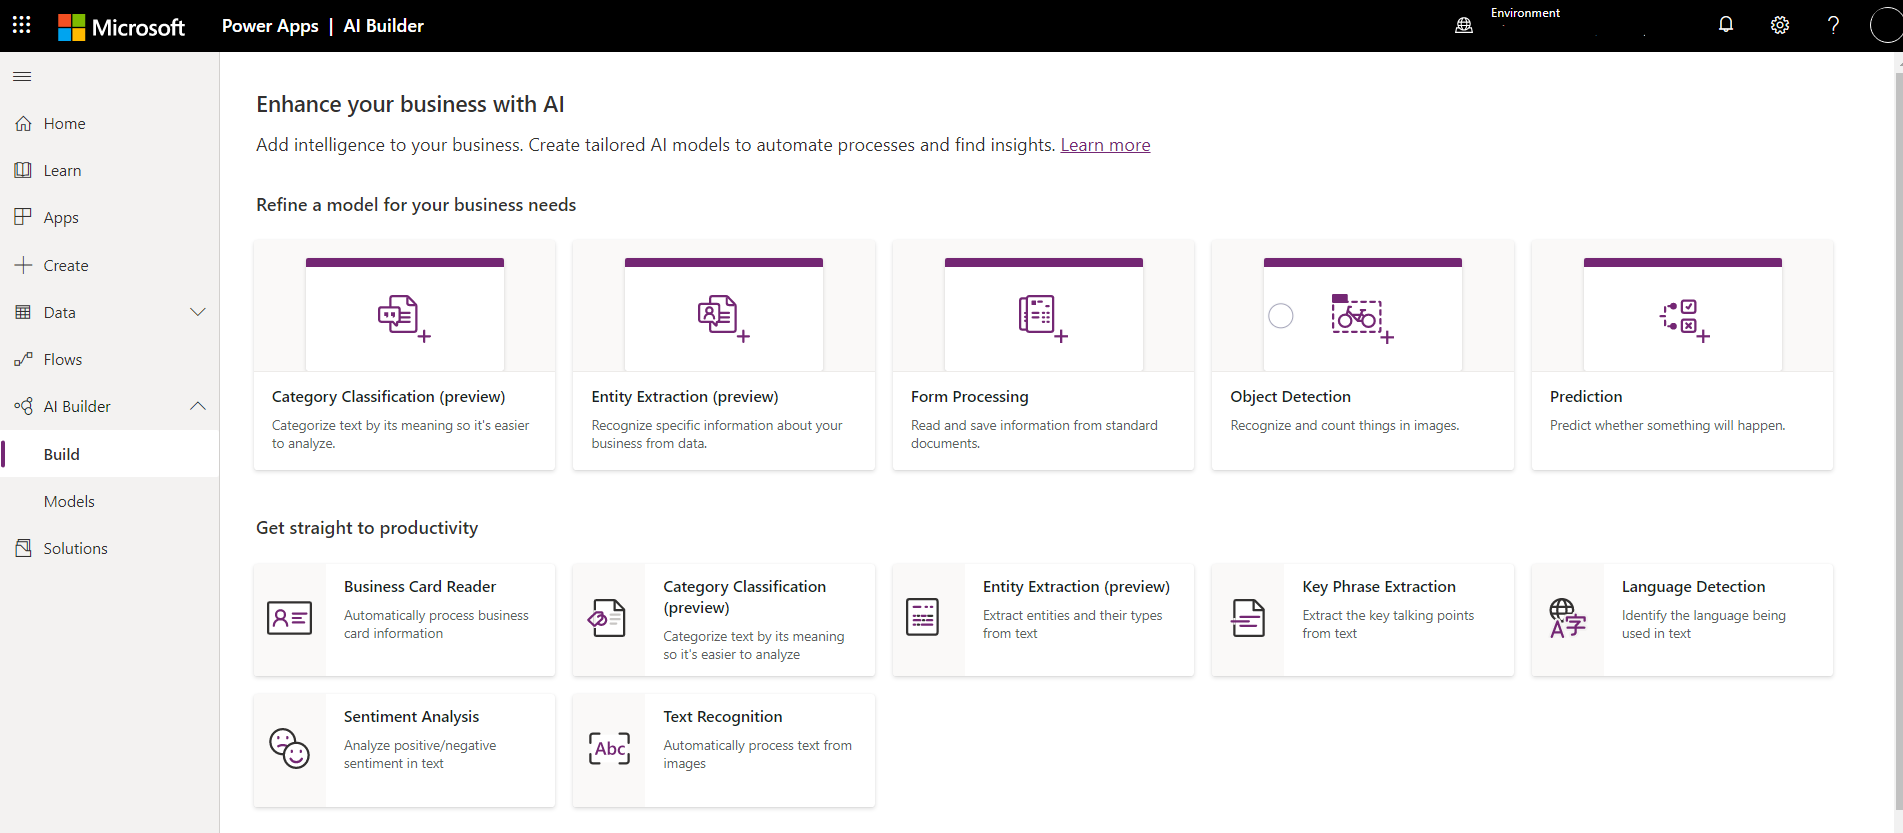 Microsoft
Power Apps | AI Builder
Environment
Home
Learn
Apps
Create
Data
Flows
AI Builder
Build
Models
Solutions
Enhance your business with AI
Add intelligence to your business. Create tailored AI models to automate processes and find insights. Learn more
Refine a model for your business needs
Category Classification (preview)
Categorize text by its meaning so it's easier
to analyze.
Entity Extraction (preview)
Recognize specific information about your
business from data.
Form Processing
Read and save information from standard
documents.
Object Detection
Recognize and count things in images.
Prediction
Predict whether something will happen.
Get straight to productivity
Business Card Reader
Automatically process business
card information
Category Classification
(preview)
Categorize text by its meaning
so it's easier to analyze
Entity Extraction (preview)
Extract entities and their types
from text
Key Phrase Extraction
Extract the key talking points
from text
A字
Language Detection
Identify the language being
used in text
Sentiment Analysis
Analyze positive/negative
sentiment in text
Abc
Text Recognition
Automatically process text from
images